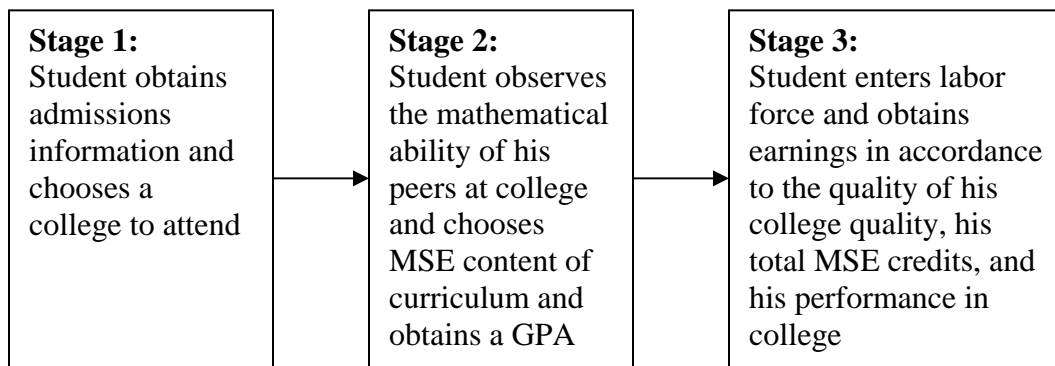 Stage 1:
Student obtains
admissions
information and
chooses a
college to attend
Stage 2:
Student observes
the mathematical
ability of his
peers at college
and chooses
MSE content of
curriculum and
obtains a GPA
Stage 3:
Student enters labor
force and obtains
earnings in accordance
to the quality of his
college quality, his
total MSE credits, and
his performance in
college